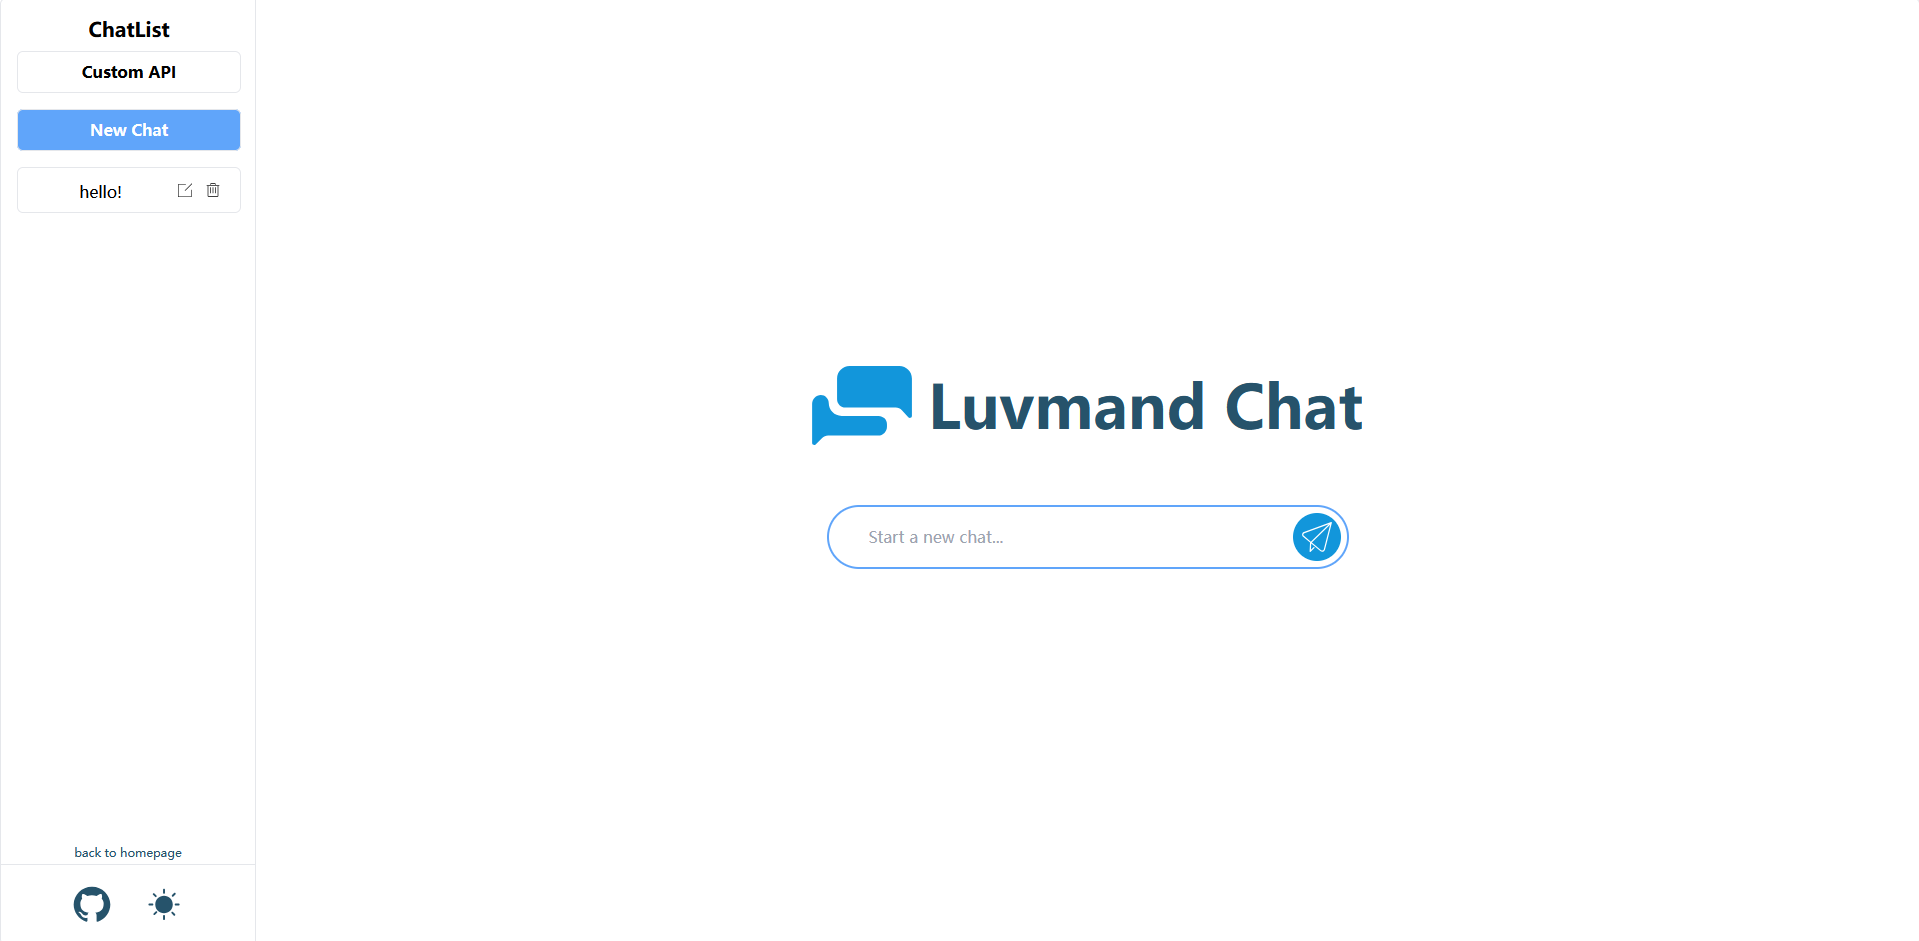 ChatList
Custom API
New Chat
hello!
back to homepage
Luvmand Chat
Start a new chat...